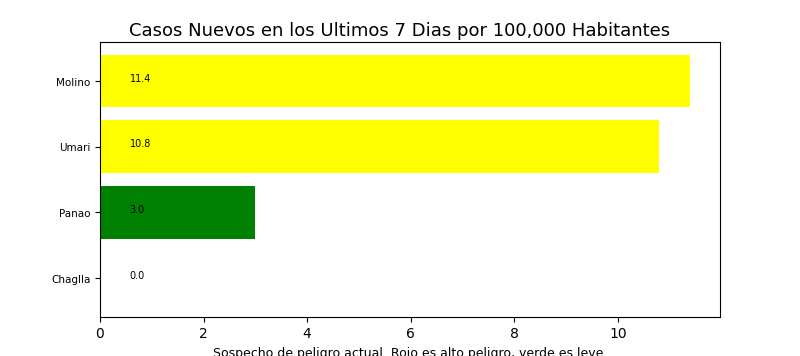 Casos Nuevos en los Ultimos 7 Dias por 100,000 Habitantes
Molino 11.4
Umari 10.8
Panao 3.0
Chaglla 0.0
0 2 4 6 8 10
Sospecho de peligro actual. Rojo es alto peligro, verde es leve